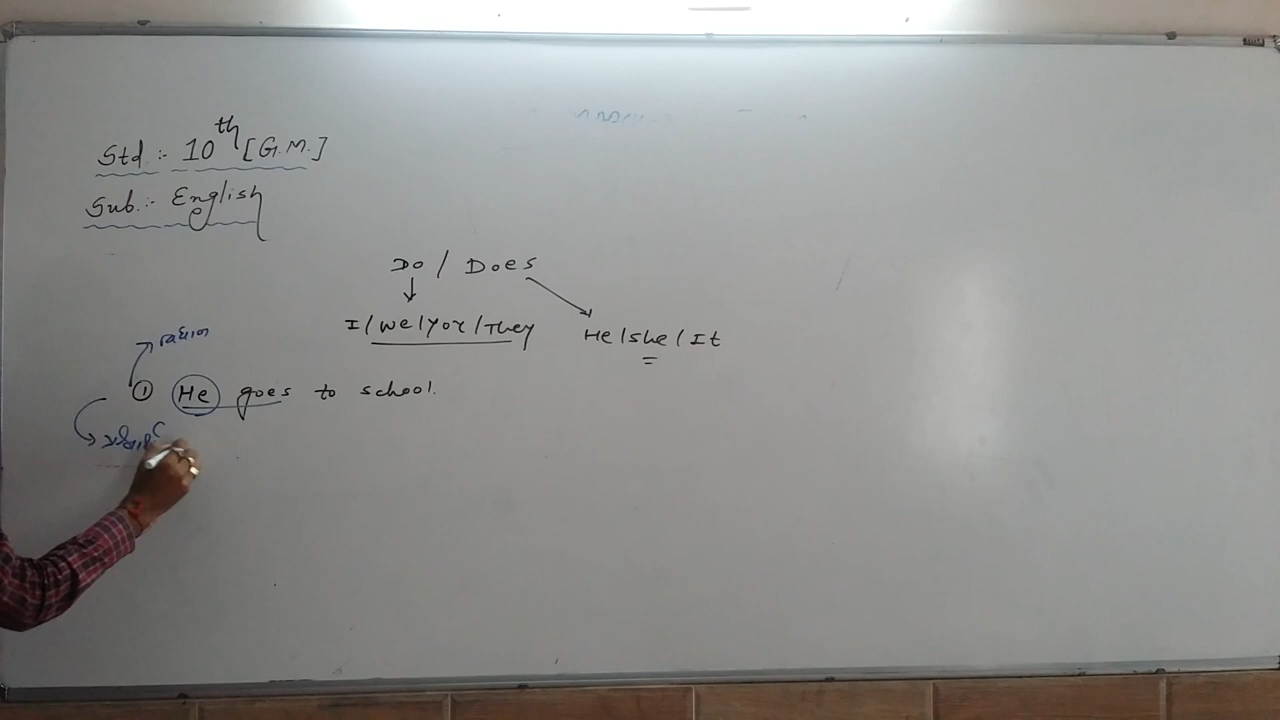 Std. :- 10th [G.M.]
Sub. :- English
Do / Does
I / We / you / They
He / she / It
① He goes to school.